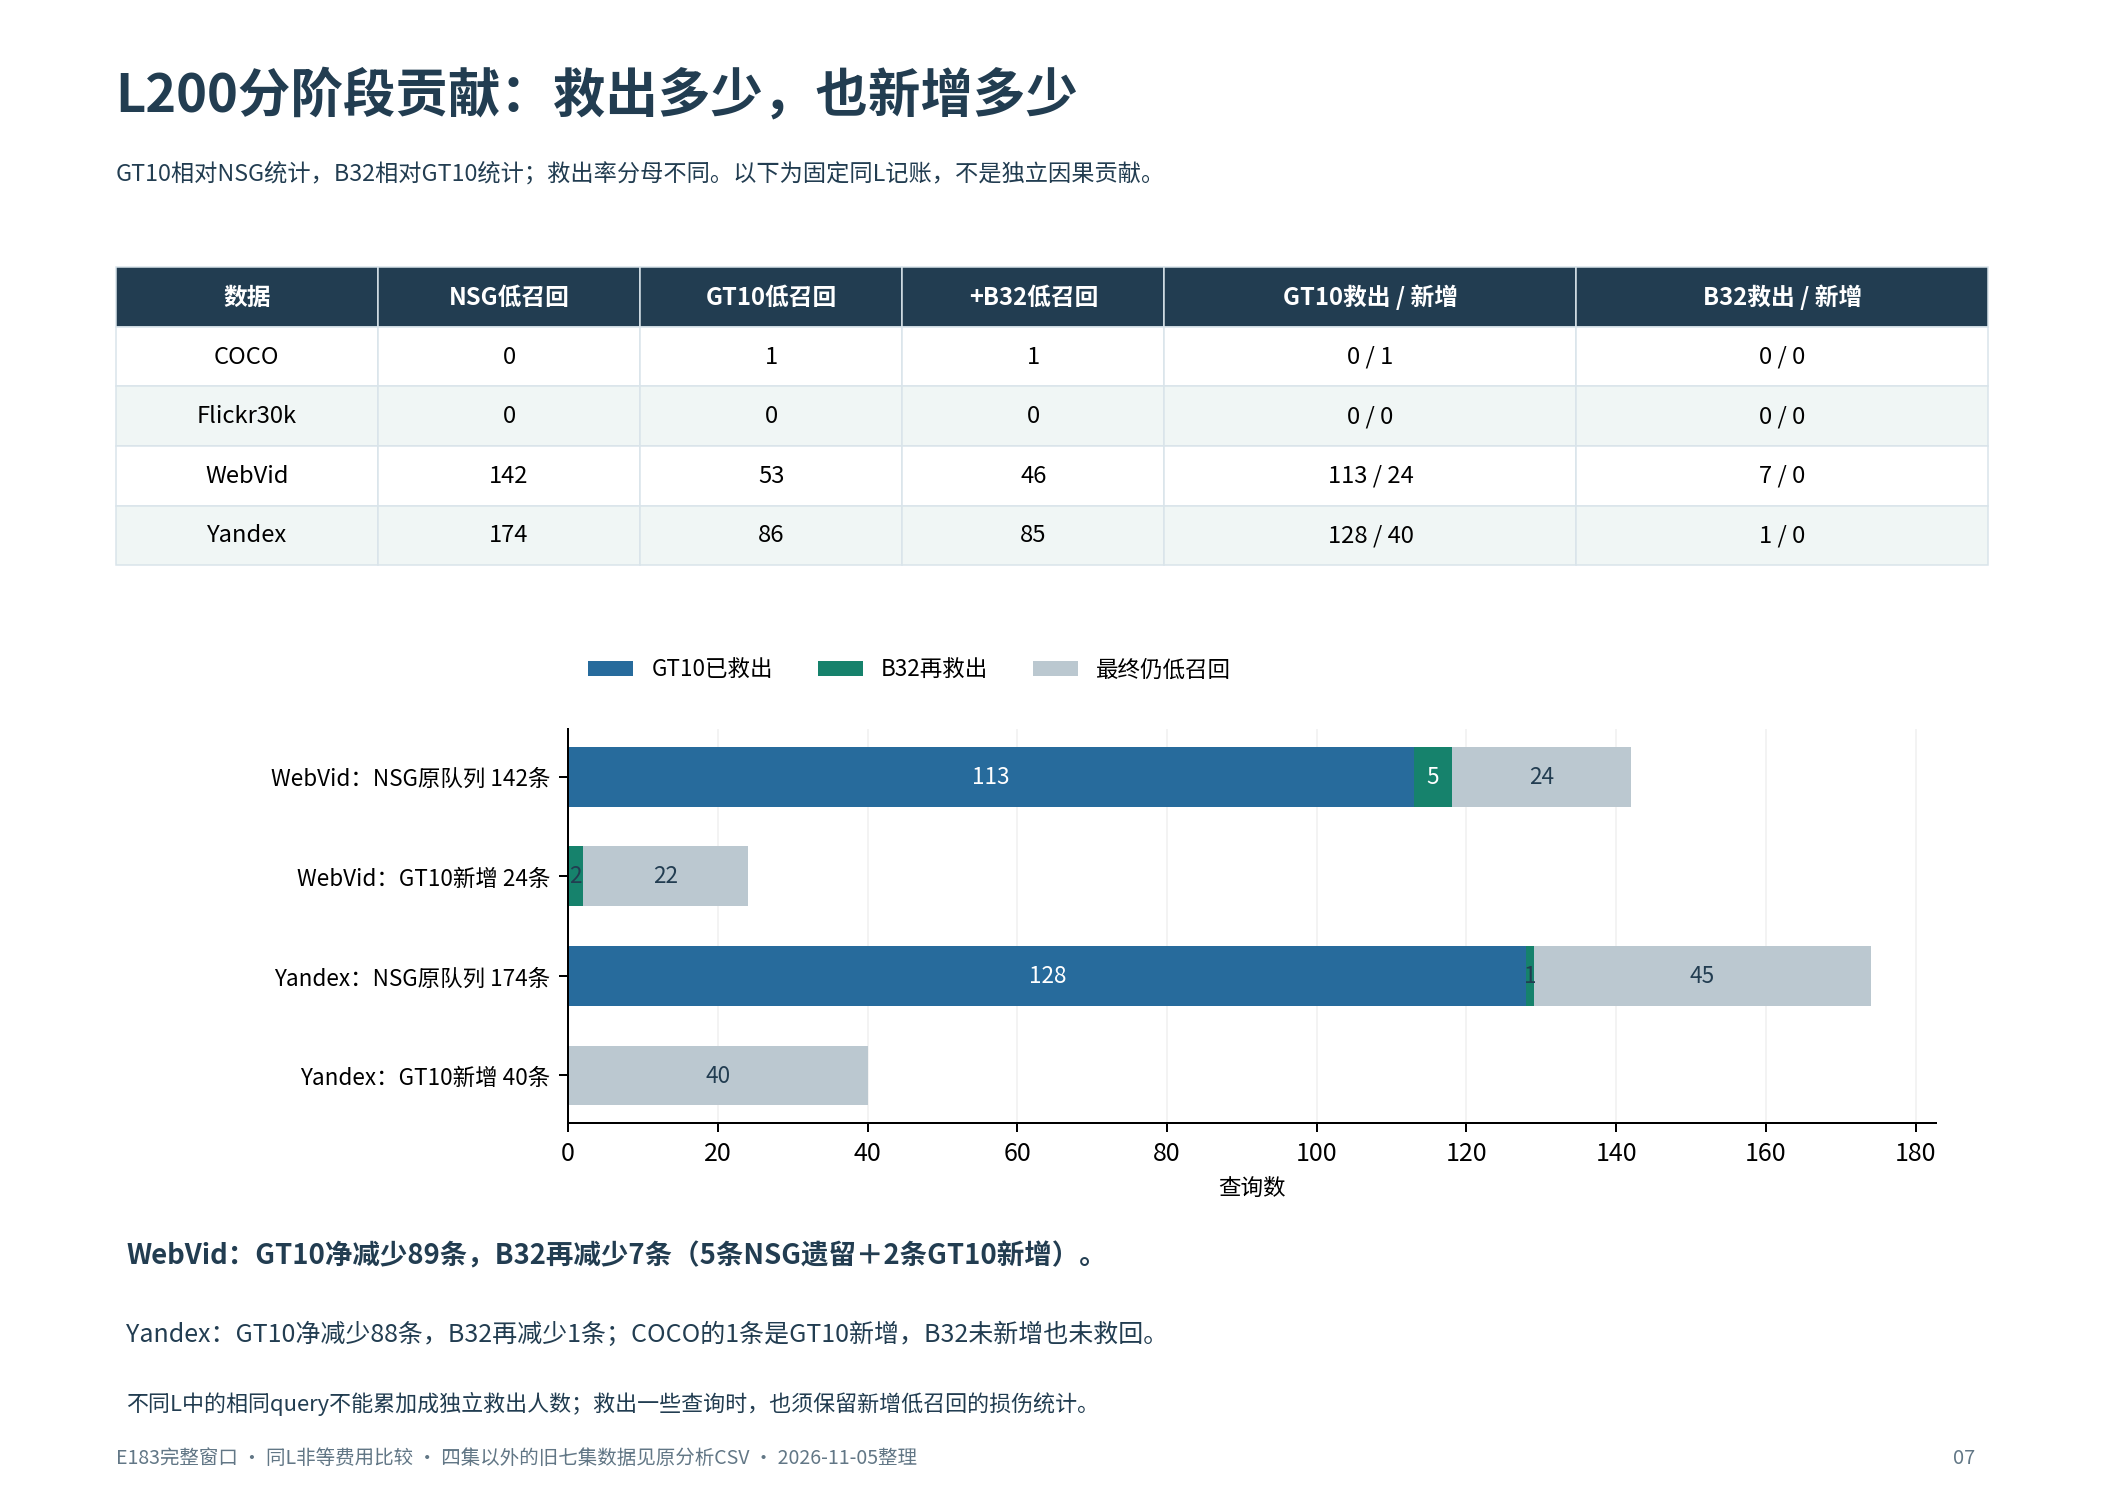 L200分阶段贡献：救出多少，也新增多少
GT10相对NSG统计，B32相对GT10统计；救出率分母不同。以下为固定同L记账，不是独立因果贡献。
数据 NSG低召回 GT10低召回 +B32低召回 GT10救出 / 新增 B32救出 / 新增
COCO 0 1 1 0 / 1 0 / 0
Flickr30k 0 0 0 0 / 0 0 / 0
WebVid 142 53 46 113 / 24 7 / 0
Yandex 174 86 85 128 / 40 1 / 0
GT10已救出 B32再救出 最终仍低召回
WebVid：NSG原队列 142条 113 5 24
WebVid：GT10新增 24条 2 22
Yandex：NSG原队列 174条 128 1 45
Yandex：GT10新增 40条 40
0 20 40 60 80 100 120 140 160 180
查询数
WebVid：GT10净减少89条，B32再减少7条（5条NSG遗留＋2条GT10新增）。
Yandex：GT10净减少88条，B32再减少1条；COCO的1条是GT10新增，B32未新增也未救回。
不同L中的相同query不能累加成独立救出人数；救出一些查询时，也须保留新增低召回的损伤统计。
E183完整窗口 · 同L非等费用比较 · 四集以外的旧七集数据见原分析CSV · 2026-11-05整理 07